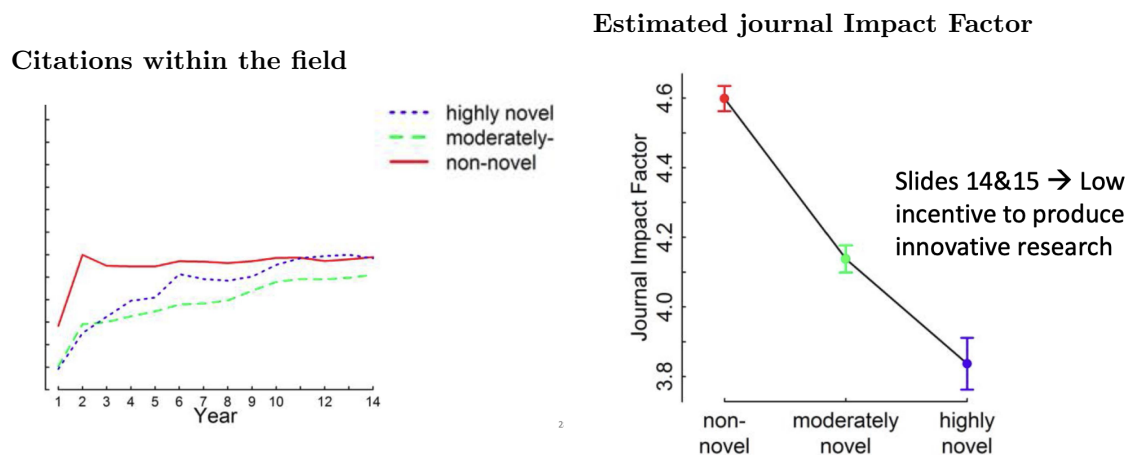 Estimated journal Impact Factor
Citations within the field
highly novel
moderately-
non-novel
1 2 3 4 5 6 7 8 9 10 12 14
Year
2
Journal Impact Factor
4.6
4.4
4.2
4.0
3.8
non-
novel
moderately
novel
highly
novel
Slides 14&15 → Low
incentive to produce
innovative research